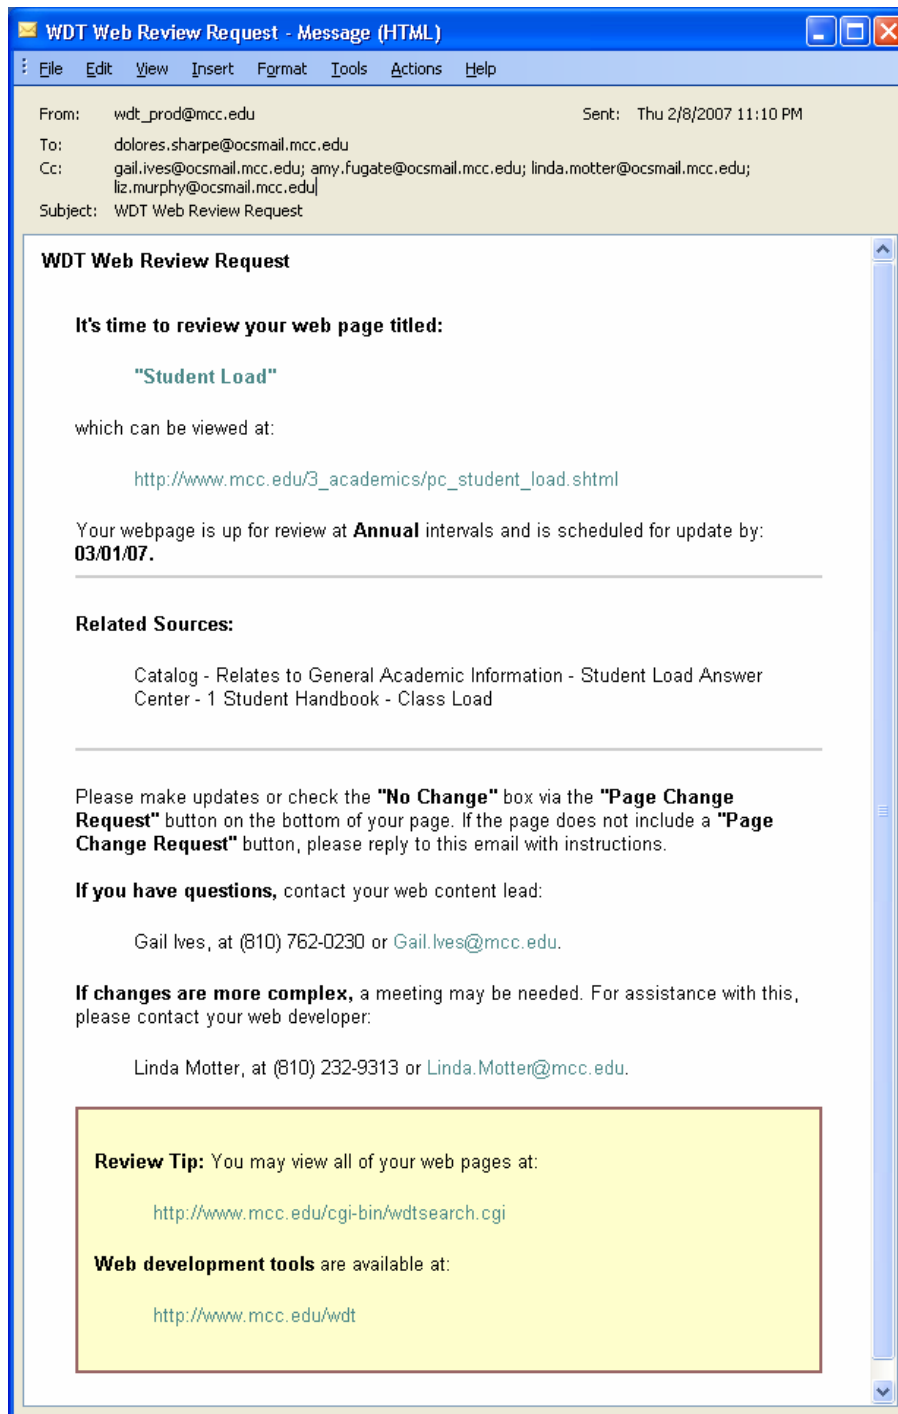 WDT Web Review Request - Message (HTML)
File Edit View Insert Format Tools Actions Help
From: wdt_prod@mcc.edu Sent: Thu 2/8/2007 11:10 PM
To: dolores.sharpe@ocsmail.mcc.edu
Cc: gail.ives@ocsmail.mcc.edu; amy.fugate@ocsmail.mcc.edu; linda.motter@ocsmail.mcc.edu;
liz.murphy@ocsmail.mcc.edu
Subject: WDT Web Review Request
WDT Web Review Request
It's time to review your web page titled:
"Student Load"
which can be viewed at:
http://www.mcc.edu/3_academics/pc_student_load.shtml
Your webpage is up for review at Annual intervals and is scheduled for update by:
03/01/07.
Related Sources:
Catalog - Relates to General Academic Information - Student Load Answer
Center - 1 Student Handbook - Class Load
Please make updates or check the "No Change" box via the "Page Change
Request" button on the bottom of your page. If the page does not include a "Page
Change Request" button, please reply to this email with instructions.
If you have questions, contact your web content lead:
Gail Ives, at (810) 762-0230 or Gail.Ives@mcc.edu.
If changes are more complex, a meeting may be needed. For assistance with this,
please contact your web developer:
Linda Motter, at (810) 232-9313 or Linda.Motter@mcc.edu.
Review Tip: You may view all of your web pages at:
http://www.mcc.edu/cgi-bin/wdtsearch.cgi
Web development tools are available at:
http://www.mcc.edu/wdt